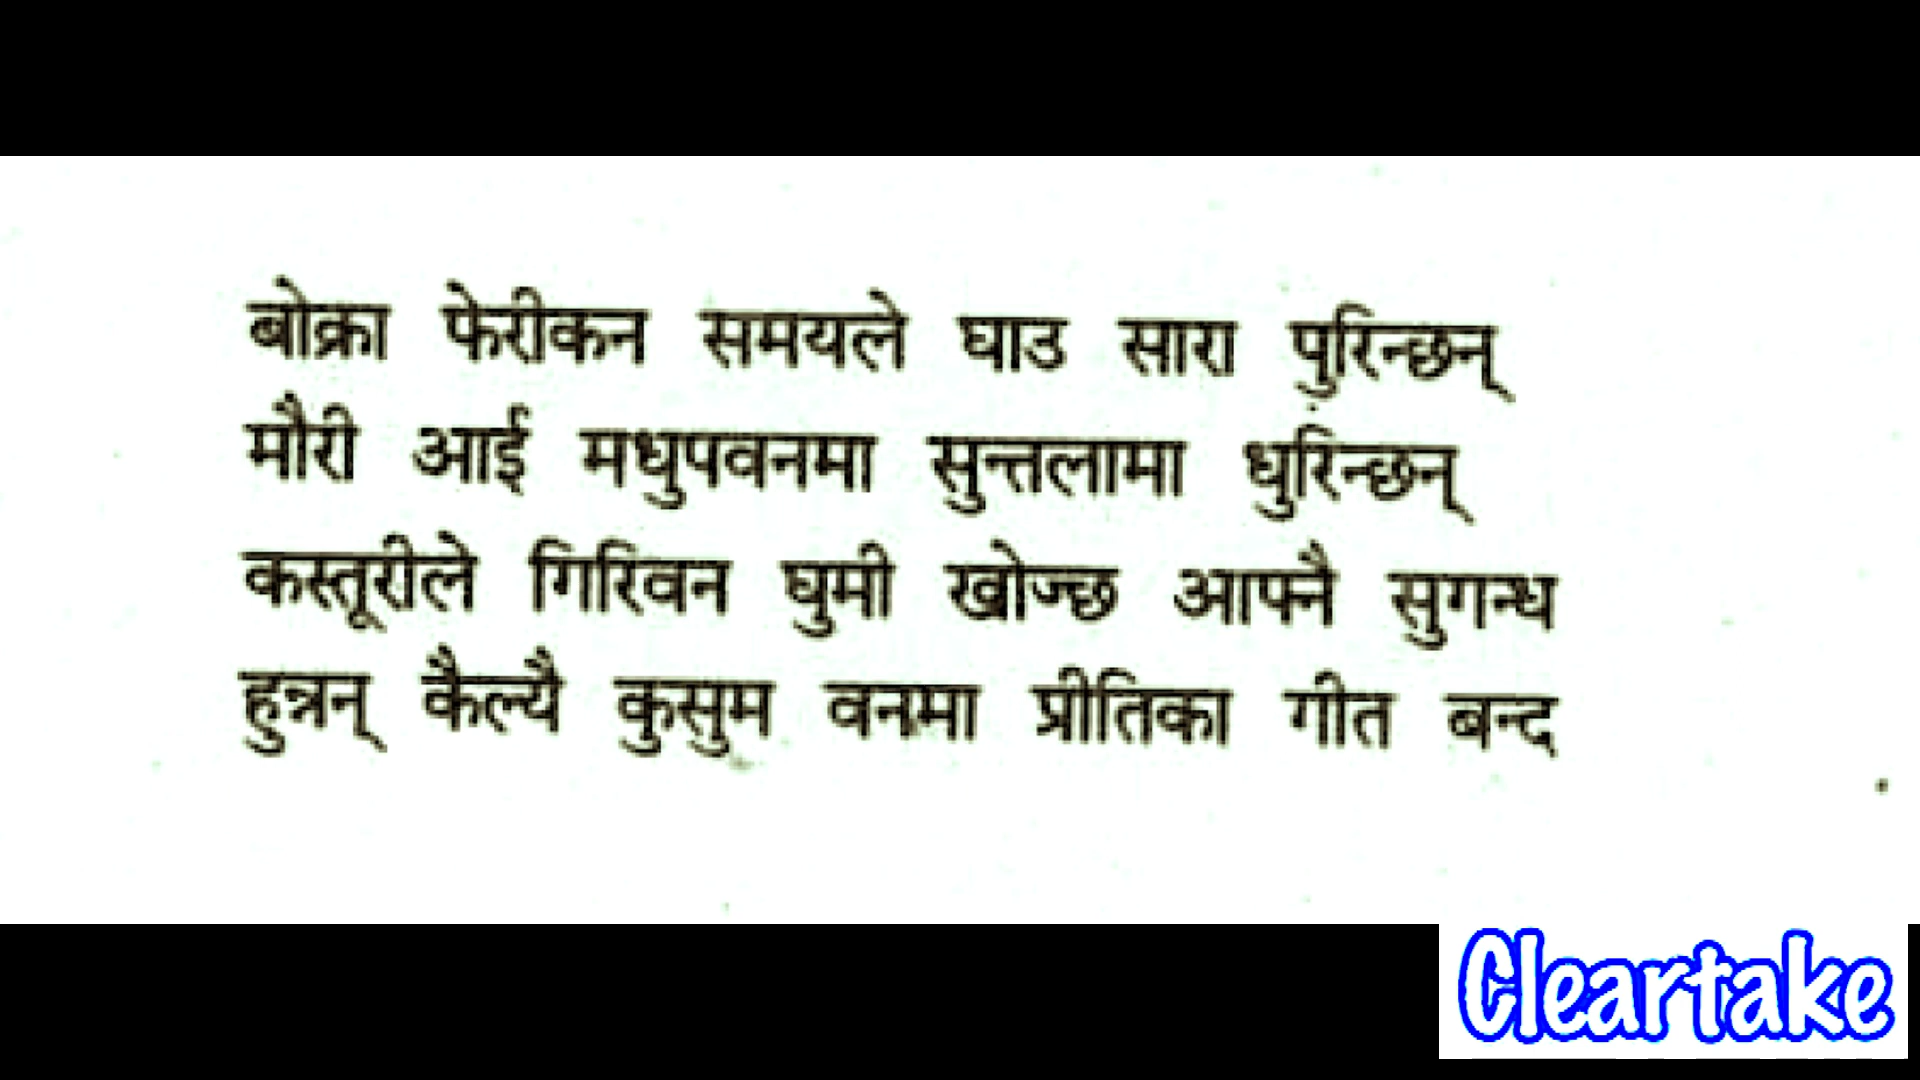 बोक्रा फेरीकन समयले घाउ सारा पुरिन्छन्
मौरी आई मधुपवनमा सुन्तलामा धुरिन्छन्
कस्तूरीले गिरिवन घुमी खोज्छ आफ्नै सुगन्ध
हुन्नन् कैल्यै कुसुम वनमा प्रीतिका गीत बन्द
Cleartake